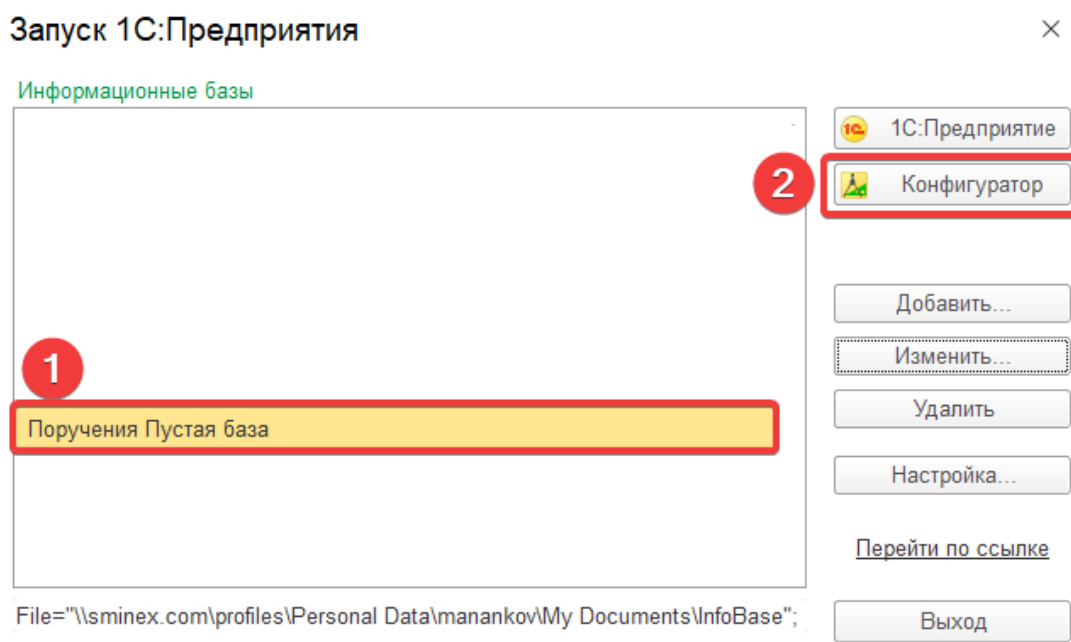 Запуск 1С:Предприятия
Информационные базы
1С:Предприятие
2
Конфигуратор
Добавить...
1
Изменить...
Удалить
Поручения Пустая база
Настройка...
Перейти по ссылке
File="\\sminex.com\profiles\Personal Data\manankov\My Documents\InfoBase";
Выход